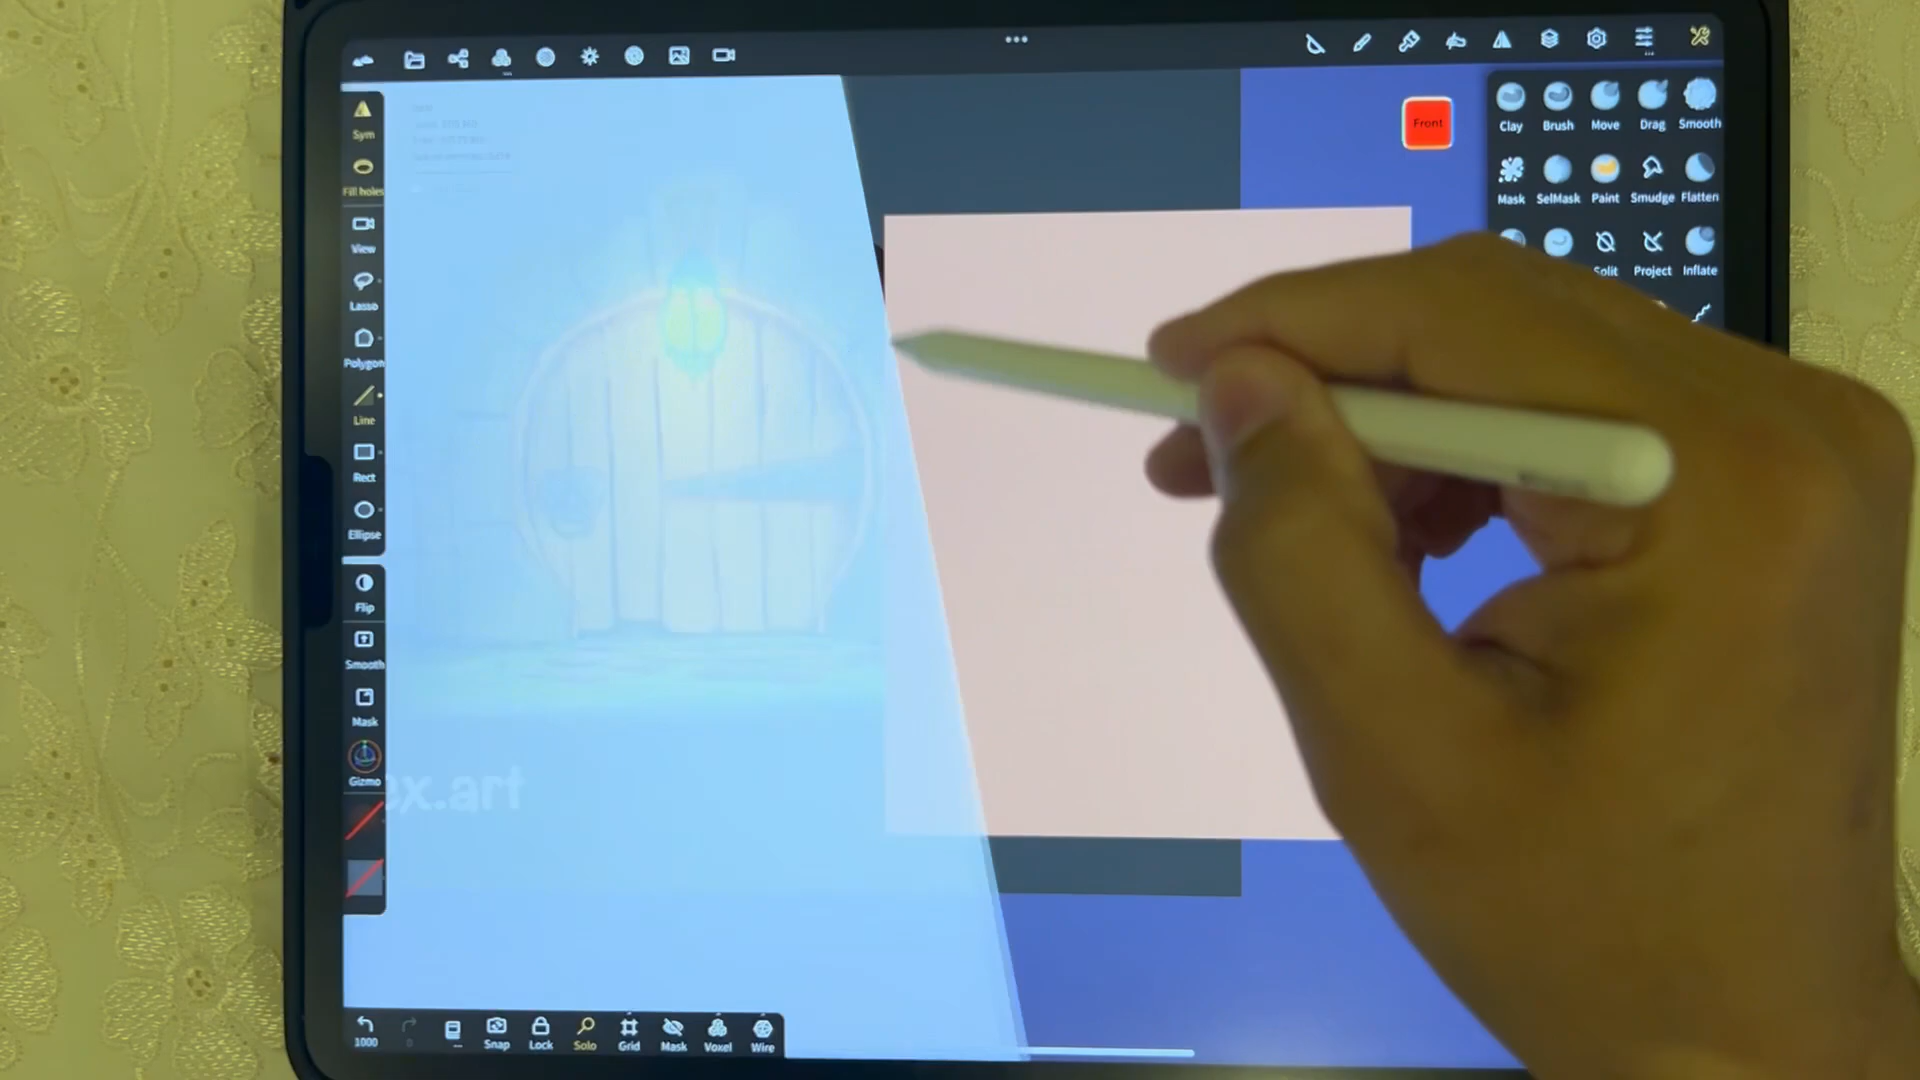 Front
Clay Brush Move Drag Smooth
Mask SelMask Paint Smudge Flatten
Split Project Inflate
Sym
Fill holes
View
Lasso
Polygon
Line
Rect
Ellipse
Flip
Smooth
Mask
Gizmo
ex.art
1000 0 Snap Lock Solo Grid Mask Voxel Wire